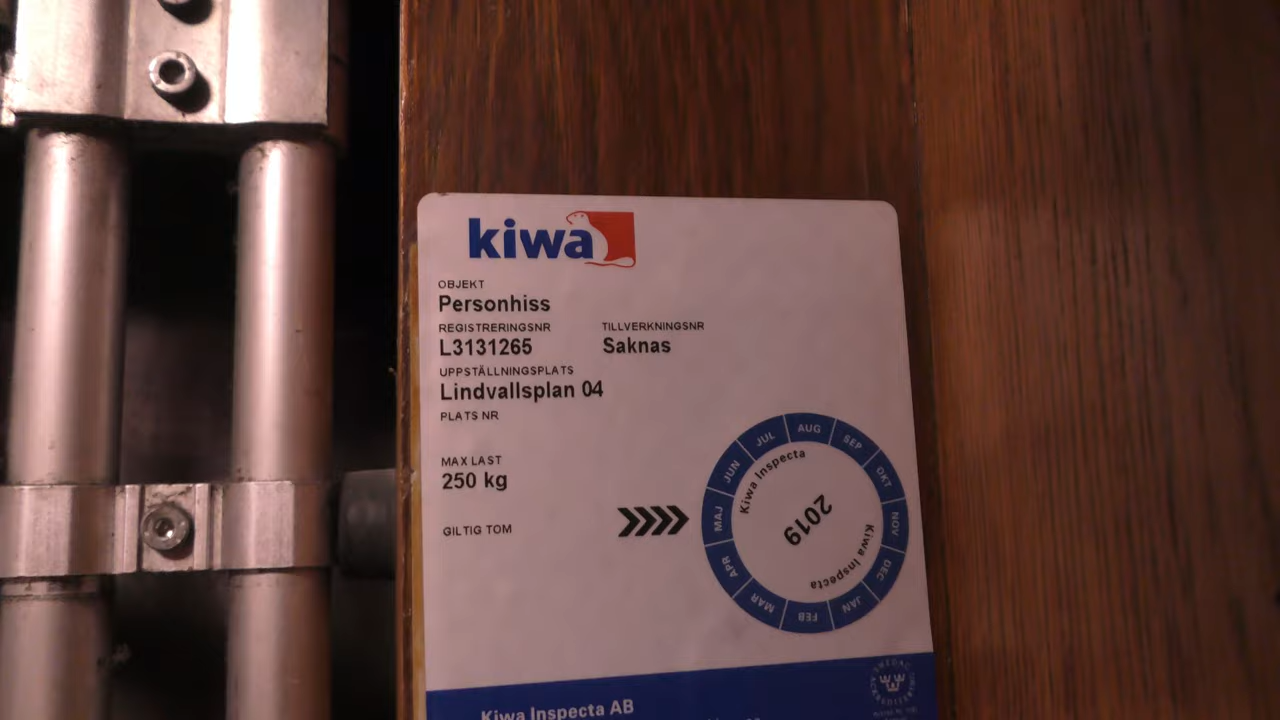 kiwa
OBJEKT
Personhiss
REGISTRERINGSNR TILLVERKNINGSNR
L3131265 Saknas
UPPSTÄLLNINGSPLATS
Lindvallsplan 04
PLATS NR
MAX LAST
250 kg
GILTIG TOM
JAN FEB MAR APR MAJ JUN JUL AUG SEP OKT NOV DEC
Kiwa Inspecta
2019
Kiwa Inspecta
SWEDAC
ACKREDITERING
Kiwa Inspecta AB